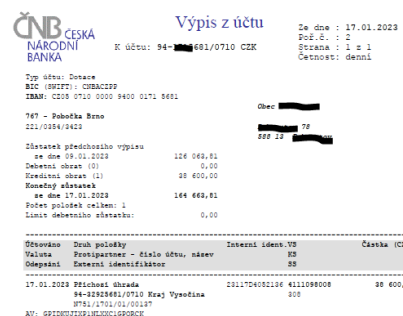 ČNB ČESKÁ
NÁRODNÍ
BANKA
Výpis z účtu
K účtu: 94- 681/0710 CZK
Ze dne : 17.01.2023
Poř.č. : 2
Strana : 1 z 1
Četnost: denní
Typ účtu: Dotace
BIC (SWIFT): CNBACZPP
IBAN: CZ05 0710 0000 9400 0171 5681
Obec
767 - Pobočka Brno
221/0354/3423
78
588 13
Zůstatek předchozího výpisu
ze dne 09.01.2023 126 063,81
Debetní obrat (0) 0,00
Kreditní obrat (1) 38 600,00
Konečný zůstatek
ze dne 17.01.2023 164 663,81
Počet položek celkem: 1
Limit debetního zůstatku: 0,00
Účtováno Druh položky Interní ident. VS Částka (CZ
Valuta Protipartner - číslo účtu, název KS
Odepsání Externí identifikátor SS
17.01.2023 Příchozí úhrada 23117D4052136 4111098008 38 600,
94-32925681/0710 Kraj Vysočina 308
N751/1701/01/00137
AV: